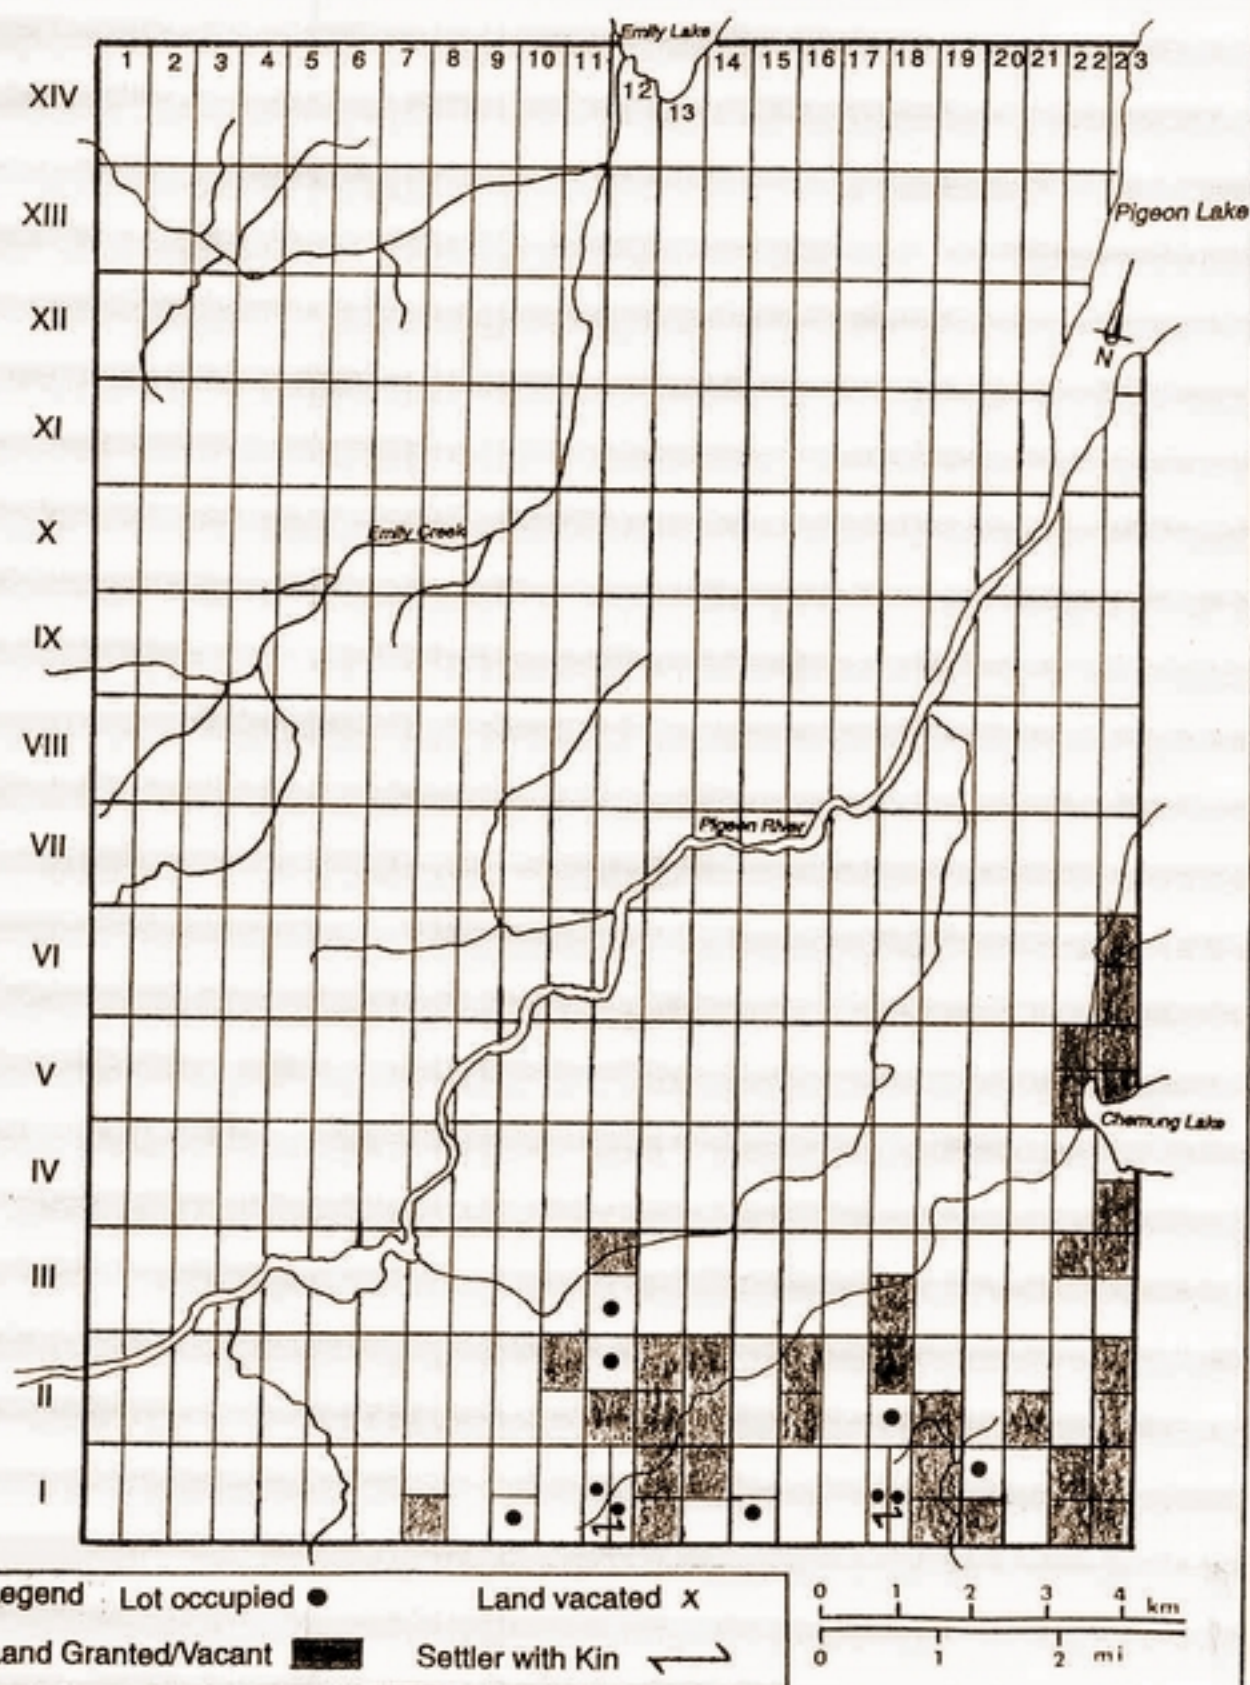 Emily Lake
1 2 3 4 5 6 7 8 9 10 11 12 13 14 15 16 17 18 19 20 21 22 23
XIV
XIII
Pigeon Lake
XII
N
XI
X
Emily Creek
IX
VIII
VII
Pigeon River
VI
V
Chemung Lake
IV
III
II
I
egend Lot occupied Land vacated x
and Granted/Vacant Settler with Kin
0 1 2 3 4 km
0 1 2 mi